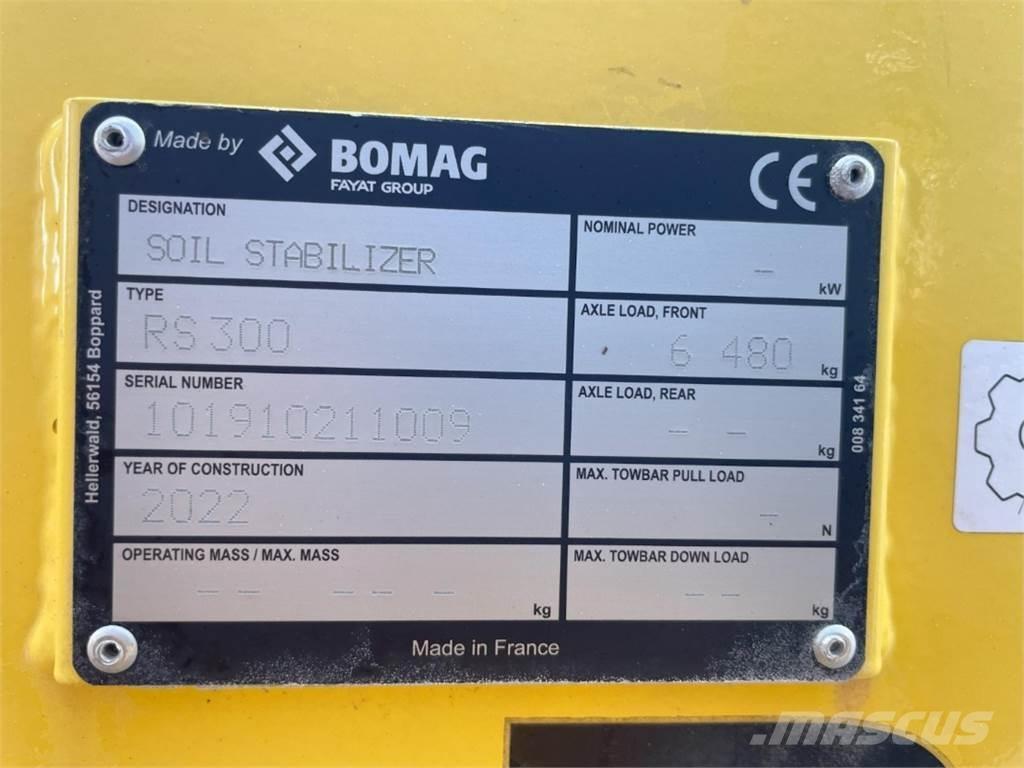 Made by BOMAG
FAYAT GROUP
CE
DESIGNATION
SOIL STABILIZER
TYPE
RS 300
SERIAL NUMBER
101910211009
YEAR OF CONSTRUCTION
2022
OPERATING MASS / MAX. MASS
-- -- -
kg
NOMINAL POWER
-
kW
AXLE LOAD, FRONT
6 480
kg
AXLE LOAD, REAR
- -
kg
MAX. TOWBAR PULL LOAD
-
N
MAX. TOWBAR DOWN LOAD
--
kg
Made in France
Hellerwald, 56154 Boppard
008 341 64
MASCUS